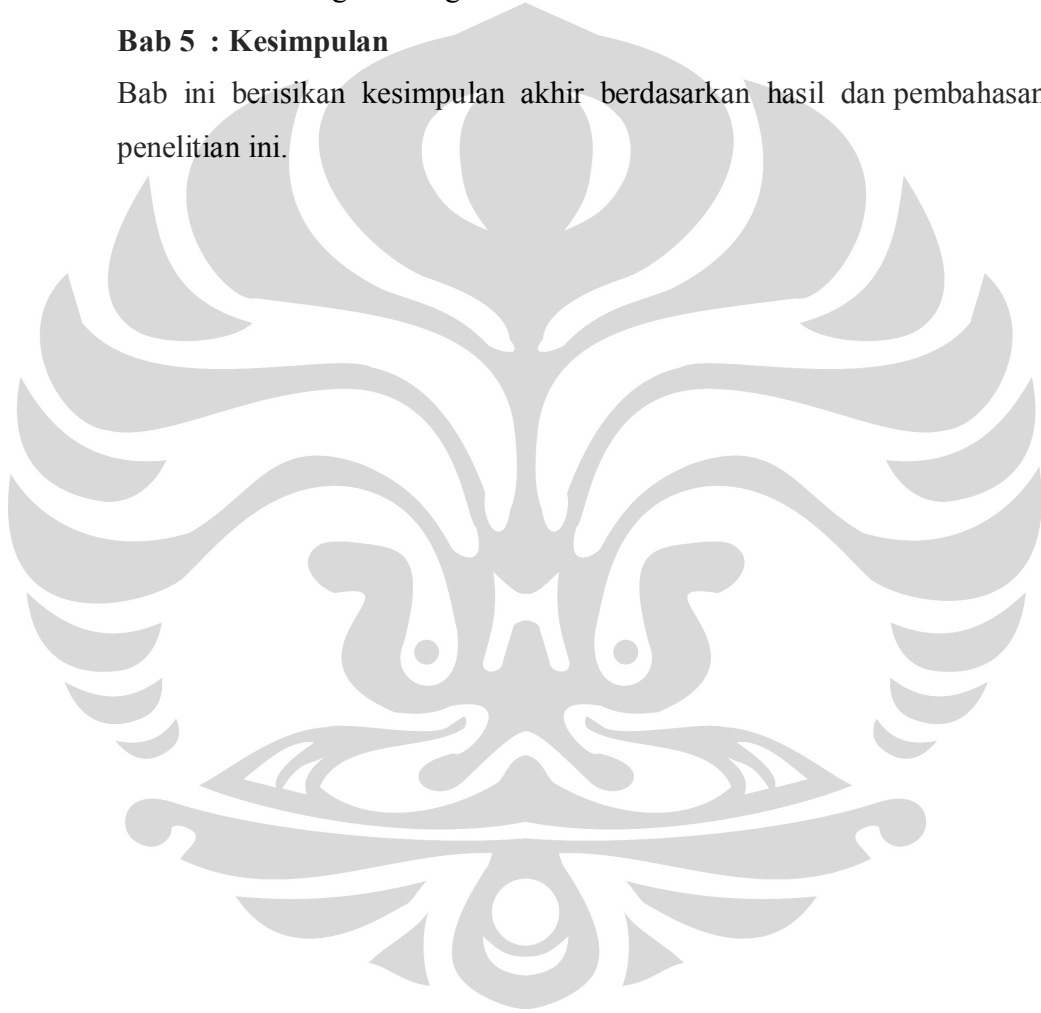 Bab 5 : Kesimpulan
Bab ini berisikan kesimpulan akhir berdasarkan hasil dan pembahasan
penelitian ini.